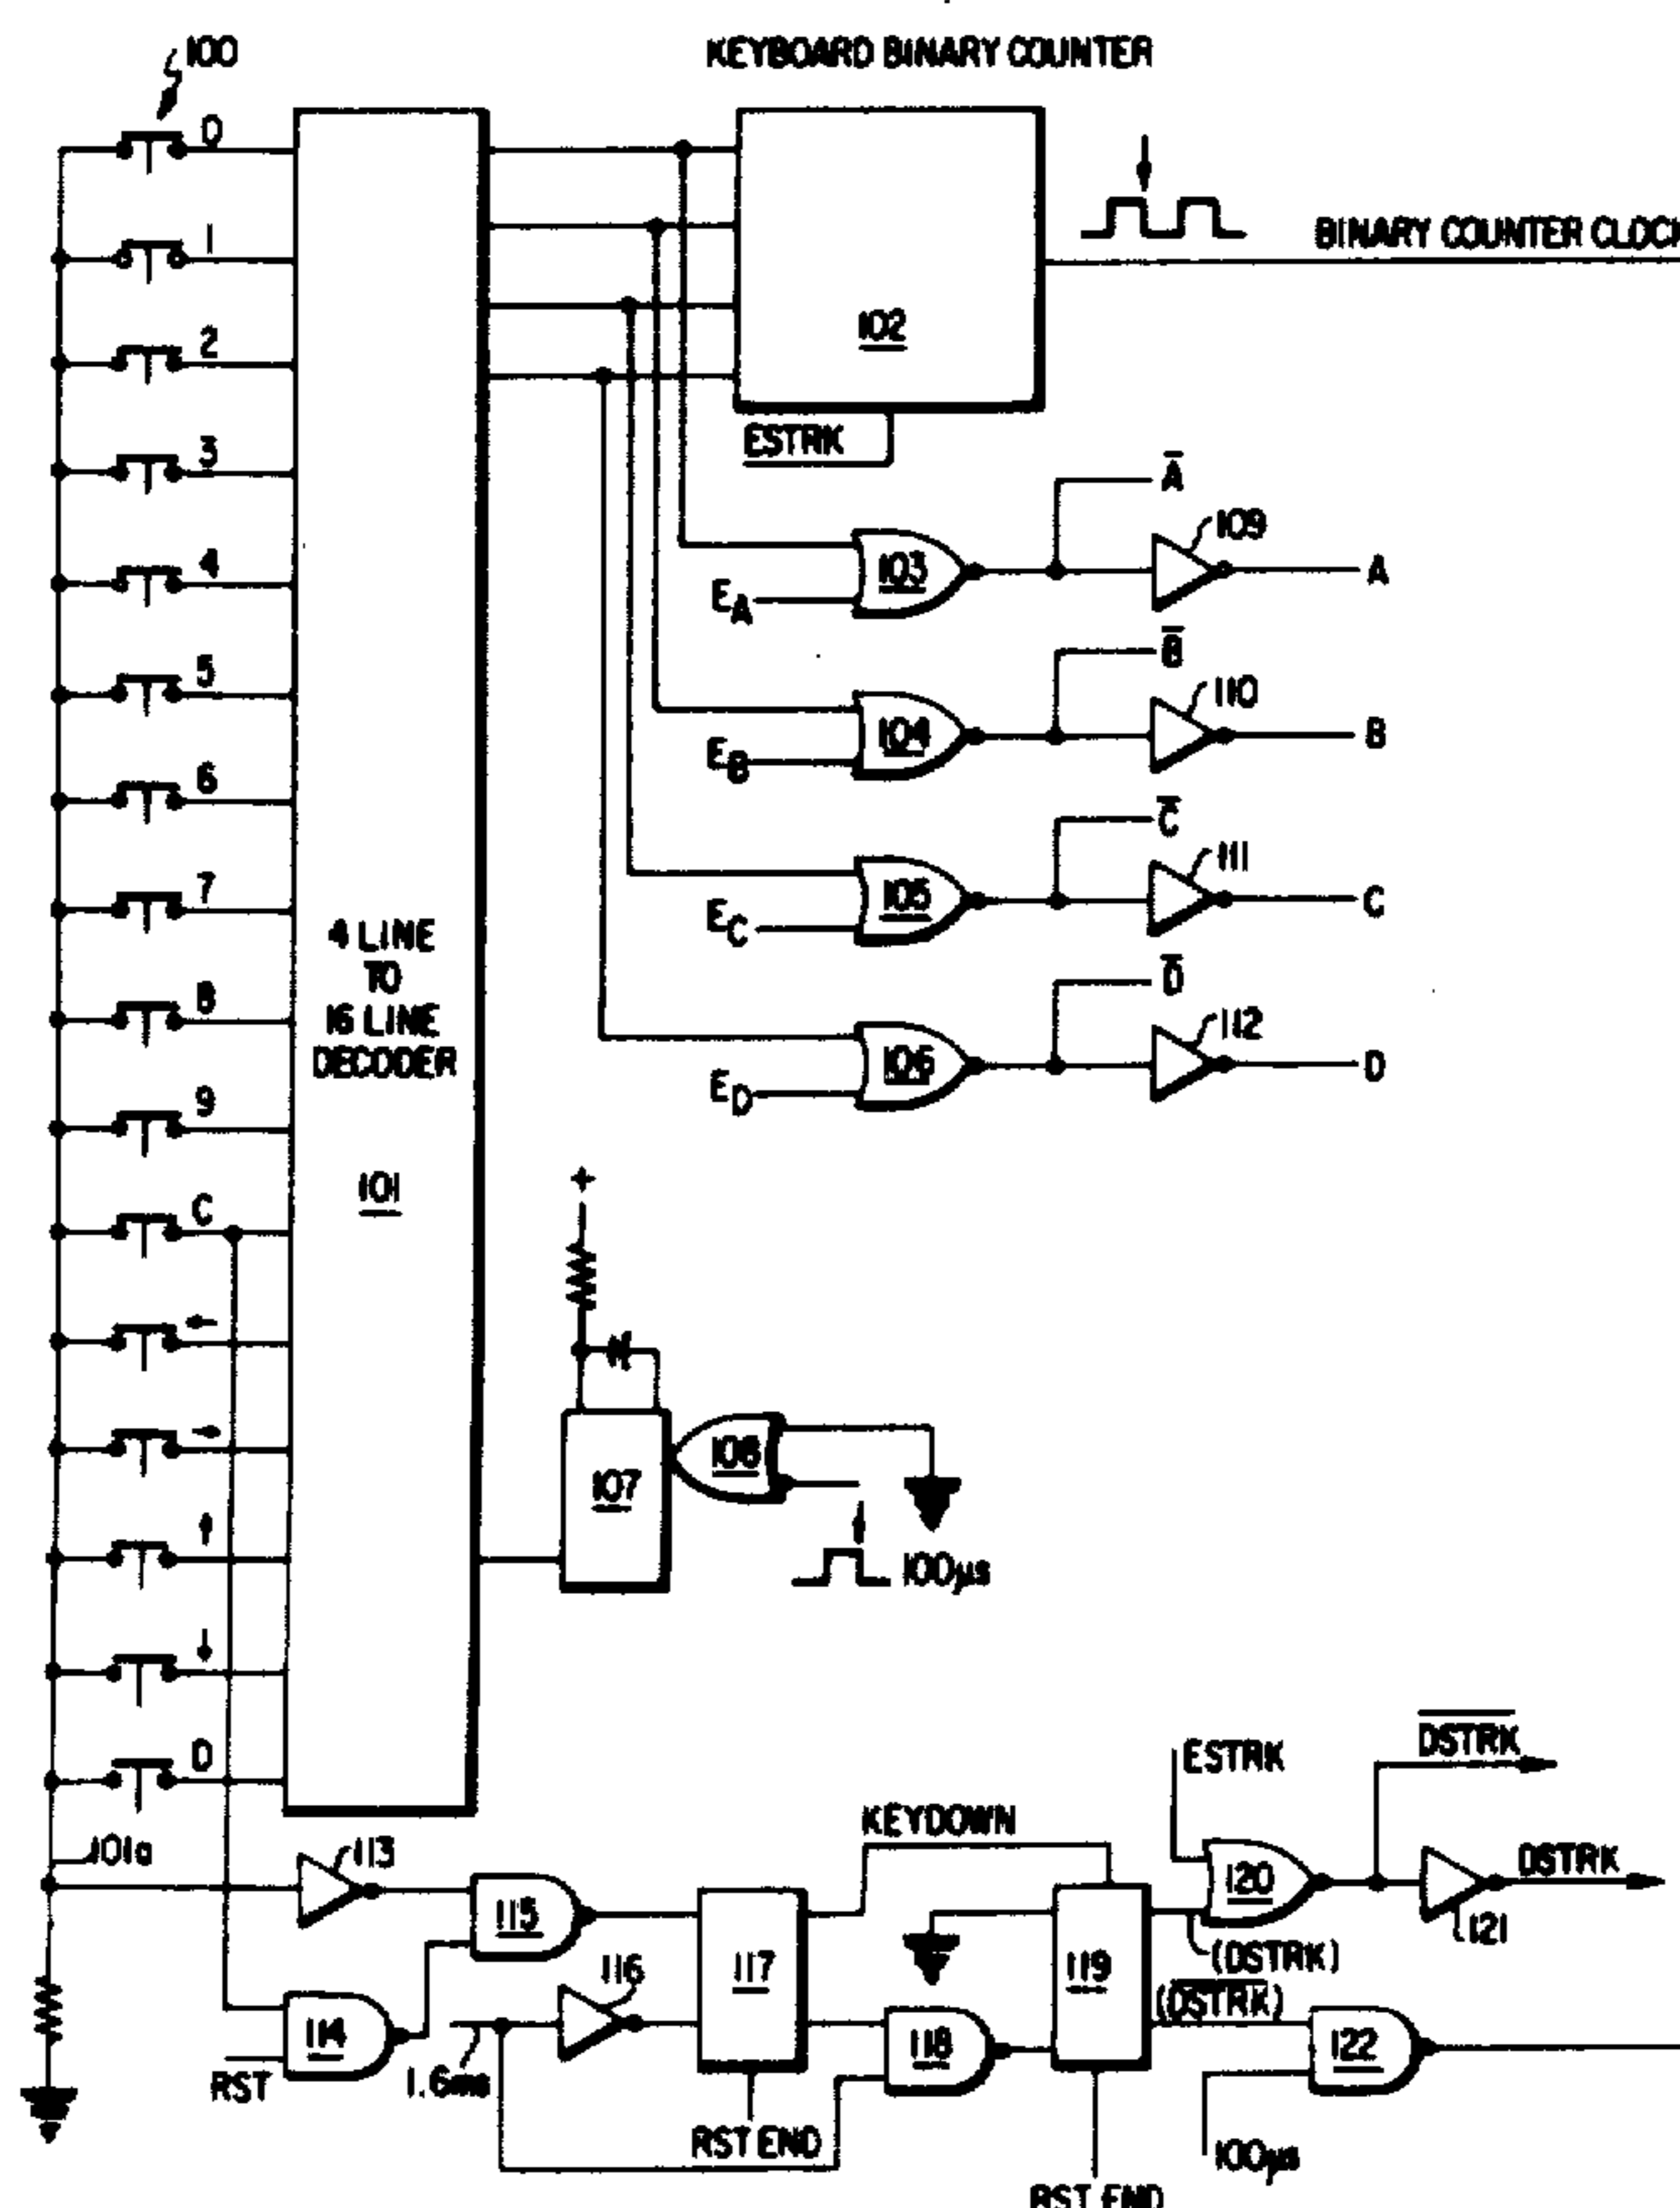 100
KEYBOARD BINARY COUNTER
0
1
BINARY COUNTER CLOCK
2
102
3
ESTRK
A̅
109
4
103
A
E_A
B̅
5
110
104
B
E_B
6
C̅
7
111
105
C
E_C
4 LINE
TO
16 LINE
DECODER
8
D̅
112
106
D
E_D
9
101
+
C
←
→
107
108
↑
100µs
↓
D
ESTRK
D̅S̅T̅R̅K̅
KEYDOWN
101a
113
120
DSTRK
115
121
116
117
119
(DSTRK)
(D̅S̅T̅R̅K̅)
114
118
122
RST
1.6ms
RST END
100µs
RST END